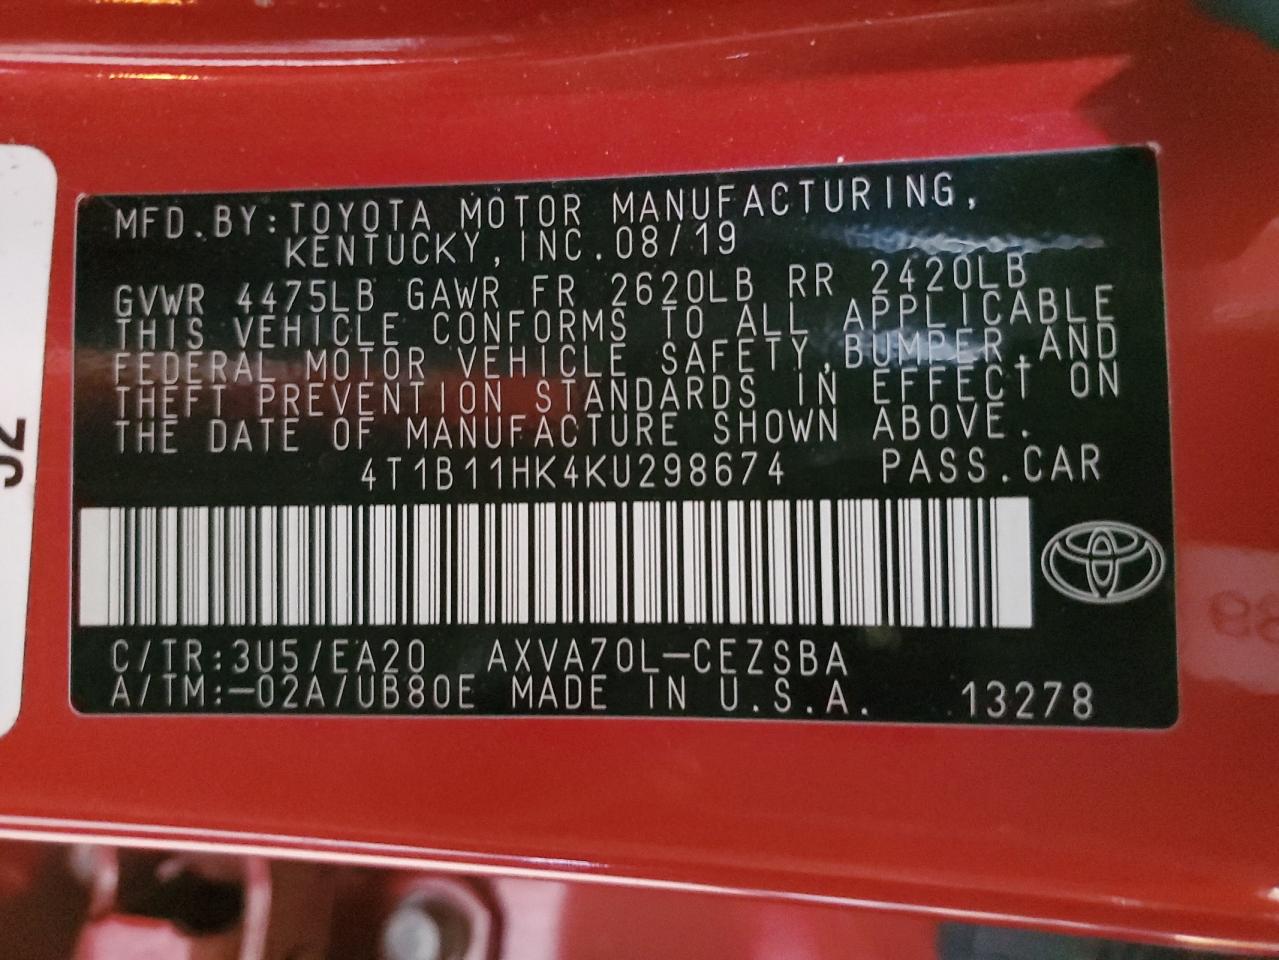 MFD.BY:TOYOTA MOTOR MANUFACTURING,
KENTUCKY,INC.08/19
GVWR 4475LB GAWR FR 2620LB RR 2420LB
THIS VEHICLE CONFORMS TO ALL APPLICABLE
FEDERAL MOTOR VEHICLE SAFETY,BUMPER,AND
THEFT PREVENTION STANDARDS IN EFFECT ON
THE DATE OF MANUFACTURE SHOWN ABOVE.
4T1B11HK4KU298674 PASS.CAR
C/TR:3U5/EA20 AXVA70L-CEZSBA
A/TM:-02A/UB80E MADE IN U.S.A. 13278